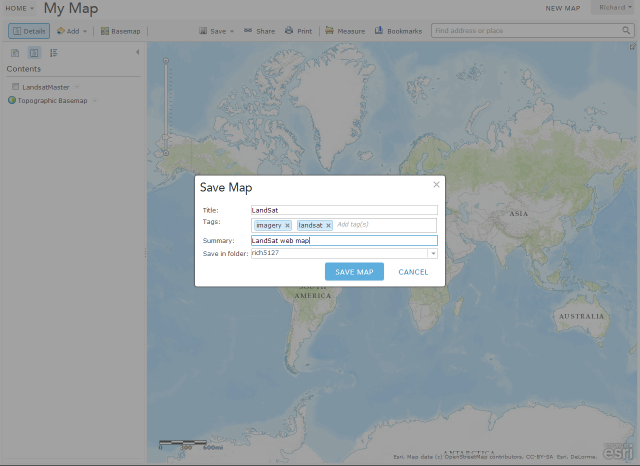 HOME My Map NEW MAP Richard
Details Add Basemap Save Share Print Measure Bookmarks Find address or place
Contents
LandsatMaster
Topographic Basemap
Save Map
Title: LandSat
Tags: imagery landsat Add tag(s)
Summary: LandSat web map
Save in folder: rich5127
SAVE MAP CANCEL
ASIA
SOUTH
AMERICA
AUSTRALIA
0 300 600mi
ANTARCTICA
Esri. Map data (c) OpenStreetMap contributors, CC-BY-SA Esri, DeLorme,
esri